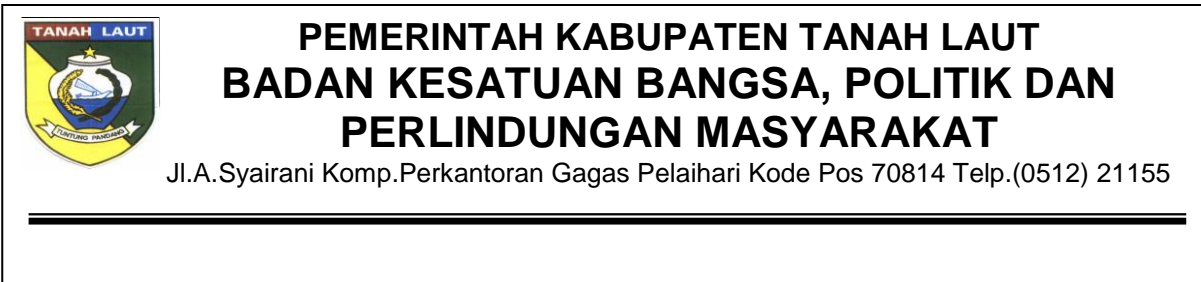 TANAH LAUT
TUNTUNG PANDANG
PEMERINTAH KABUPATEN TANAH LAUT
BADAN KESATUAN BANGSA, POLITIK DAN
PERLINDUNGAN MASYARAKAT
Jl.A.Syairani Komp.Perkantoran Gagas Pelaihari Kode Pos 70814 Telp.(0512) 21155